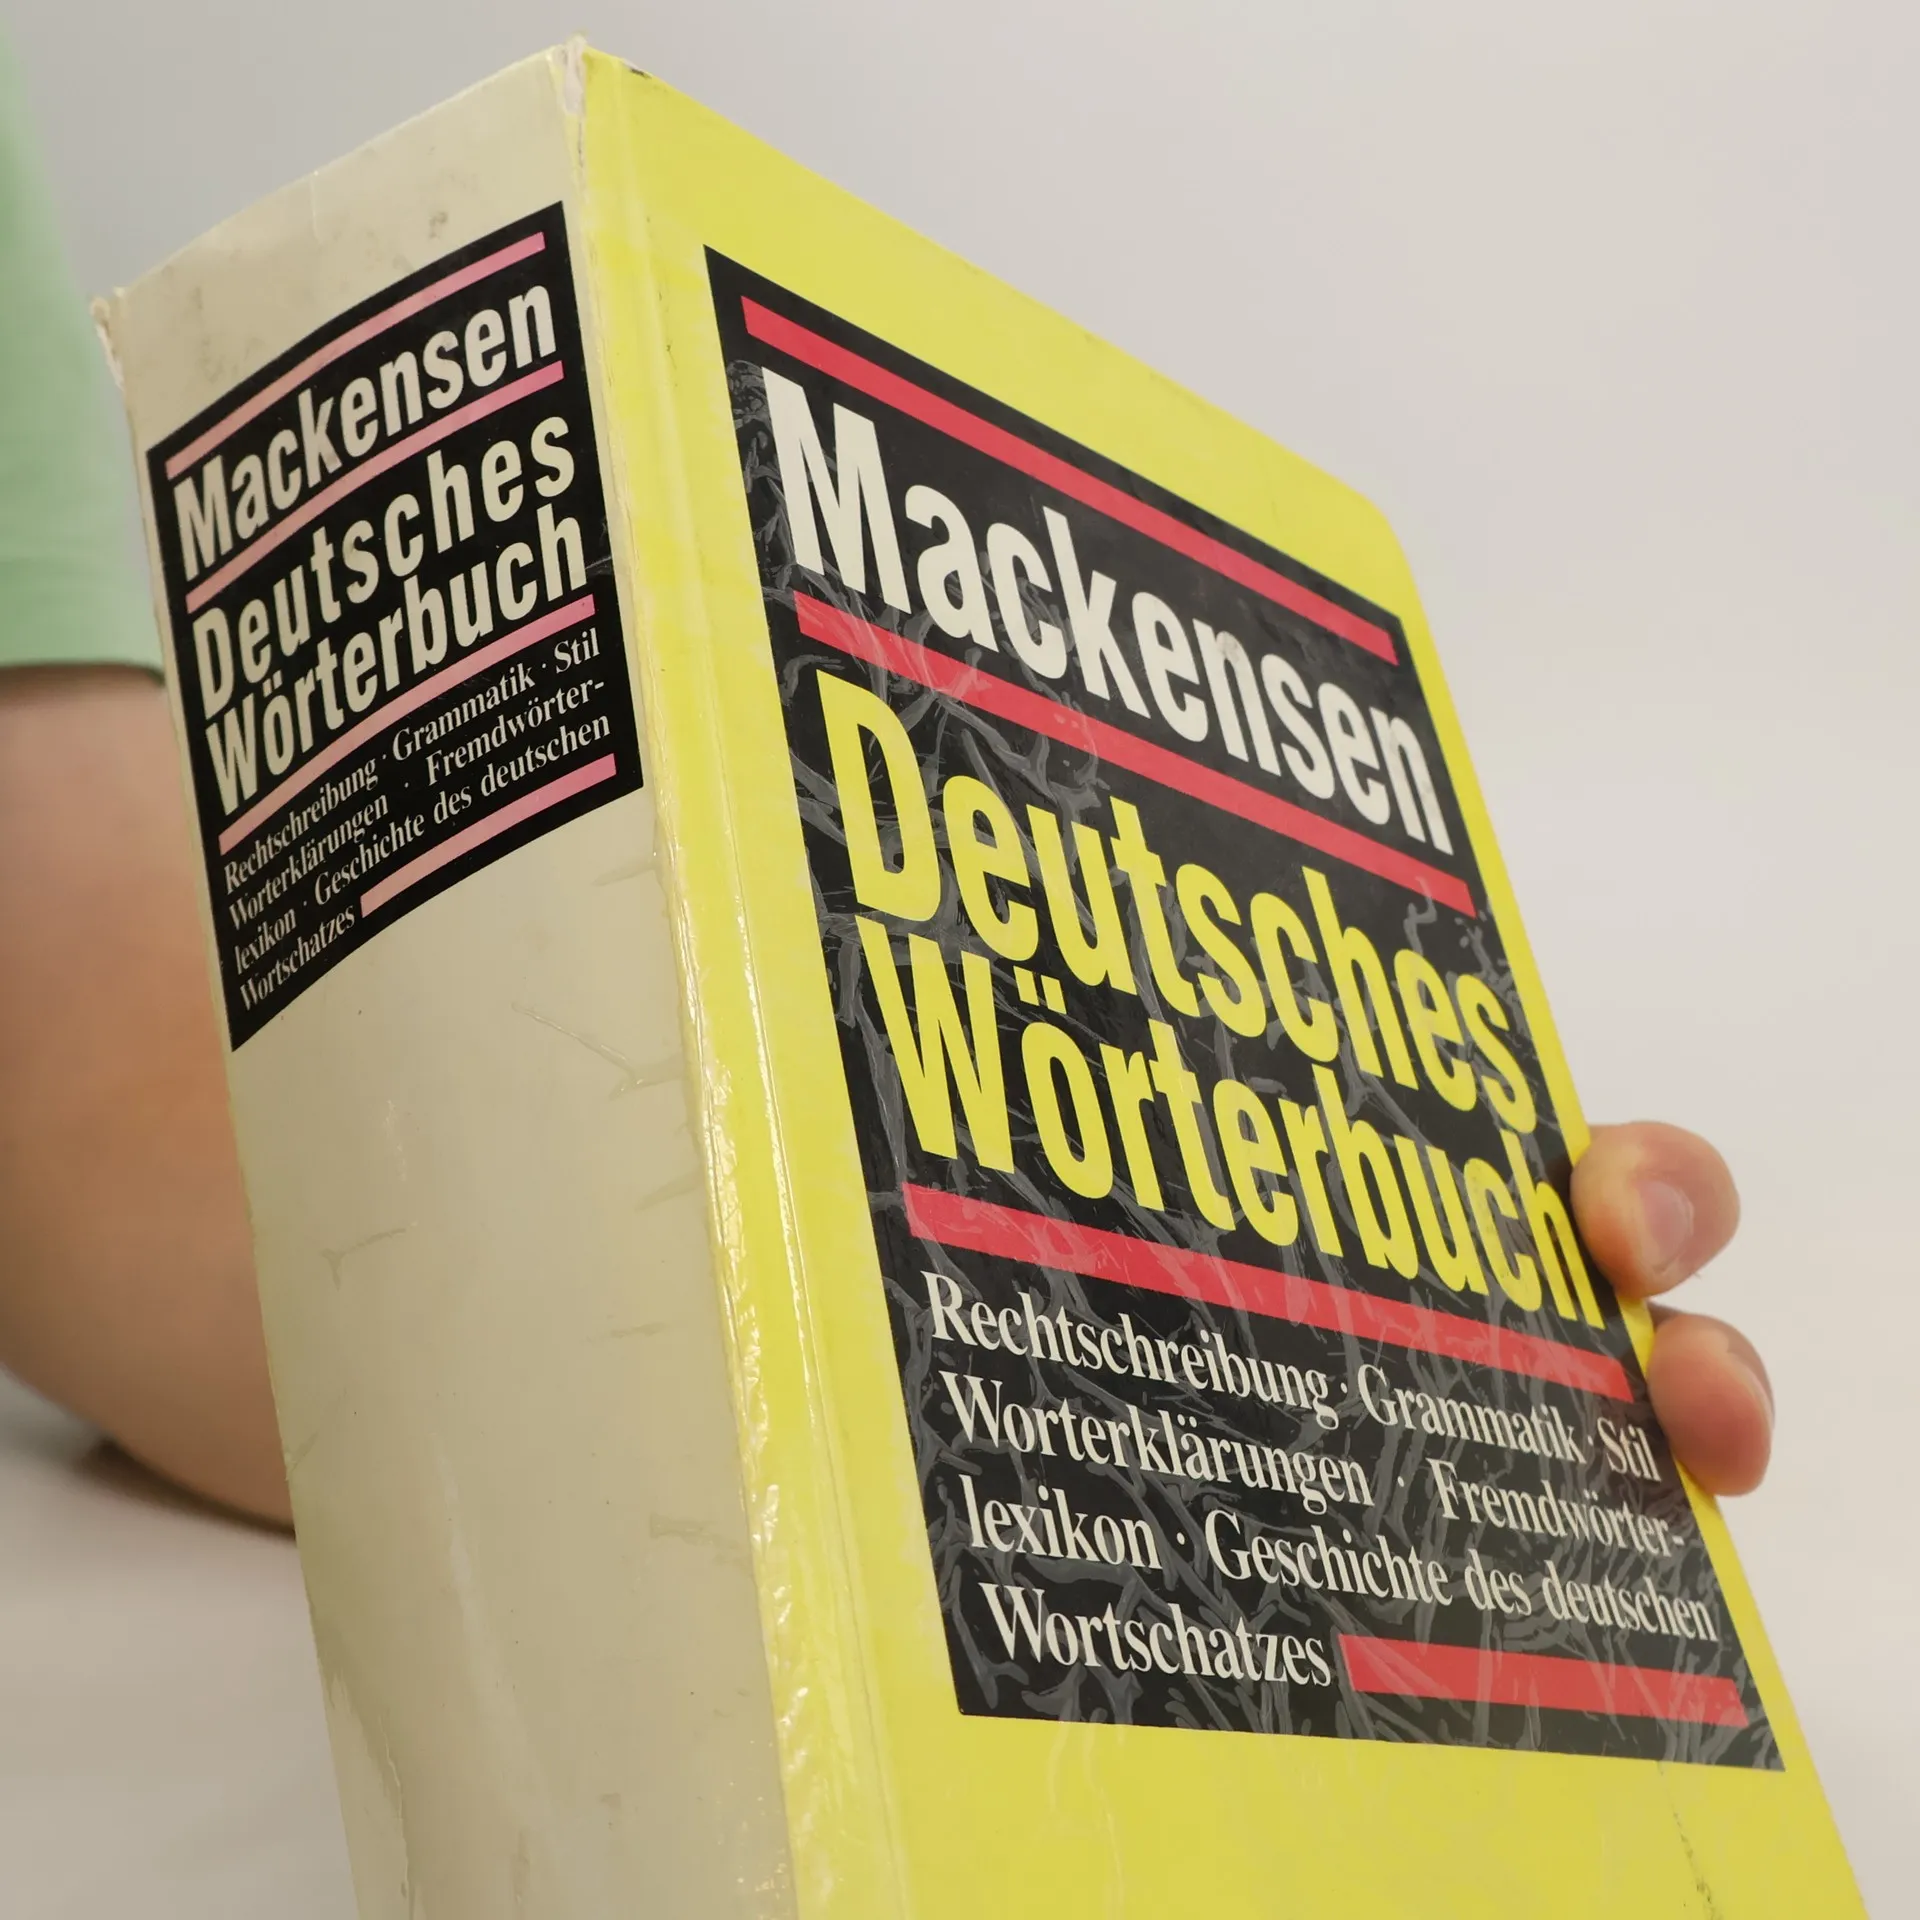 Mackensen
Deutsches
Wörterbuch
Rechtschreibung · Grammatik · Stil
Worterklärungen · Fremdwörter-
lexikon · Geschichte des deutschen
Wortschatzes
Mackensen
Deutsches
Wörterbuch
Rechtschreibung · Grammatik · Stil
Worterklärungen · Fremdwörter-
lexikon · Geschichte des deutschen
Wortschatzes